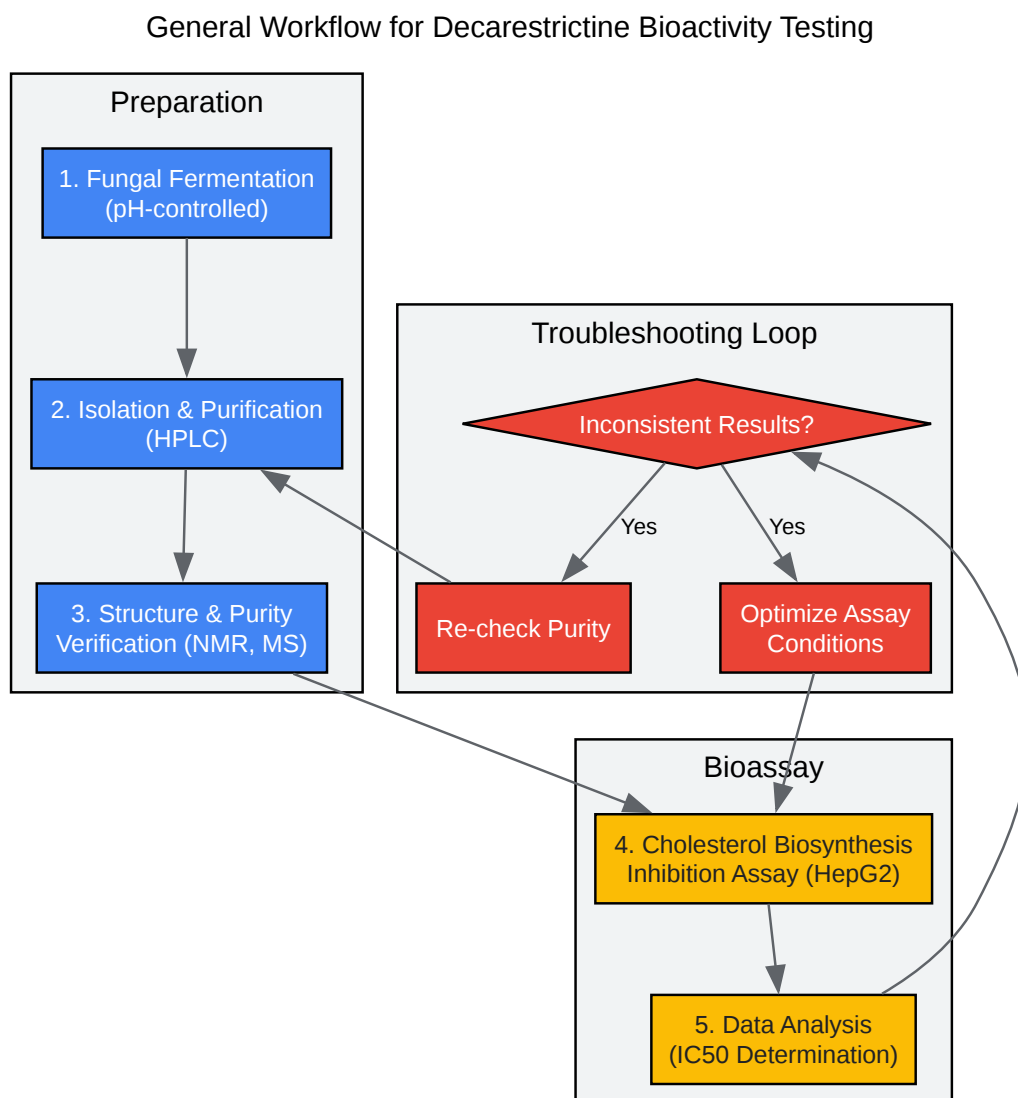 General Workflow for Decarestrictine Bioactivity Testing
Preparation
1. Fungal Fermentation
(pH-controlled)
2. Isolation & Purification
(HPLC)
3. Structure & Purity
Verification (NMR, MS)
Troubleshooting Loop
Inconsistent Results?
Yes
Yes
Re-check Purity
Optimize Assay
Conditions
Bioassay
4. Cholesterol Biosynthesis
Inhibition Assay (HepG2)
5. Data Analysis
(IC50 Determination)